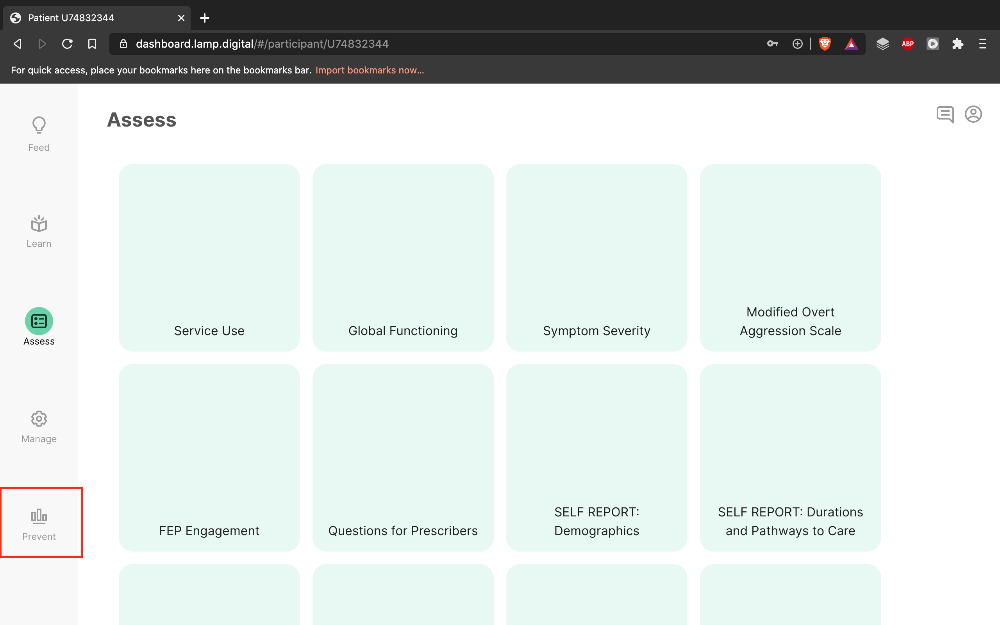 Patient U74832344
dashboard.lamp.digital/#/participant/U74832344
ABP
For quick access, place your bookmarks here on the bookmarks bar. Import bookmarks now...
Feed
Learn
Assess
Manage
Prevent
Assess
Service Use
Global Functioning
Symptom Severity
Modified Overt
Aggression Scale
FEP Engagement
Questions for Prescribers
SELF REPORT:
Demographics
SELF REPORT: Durations
and Pathways to Care